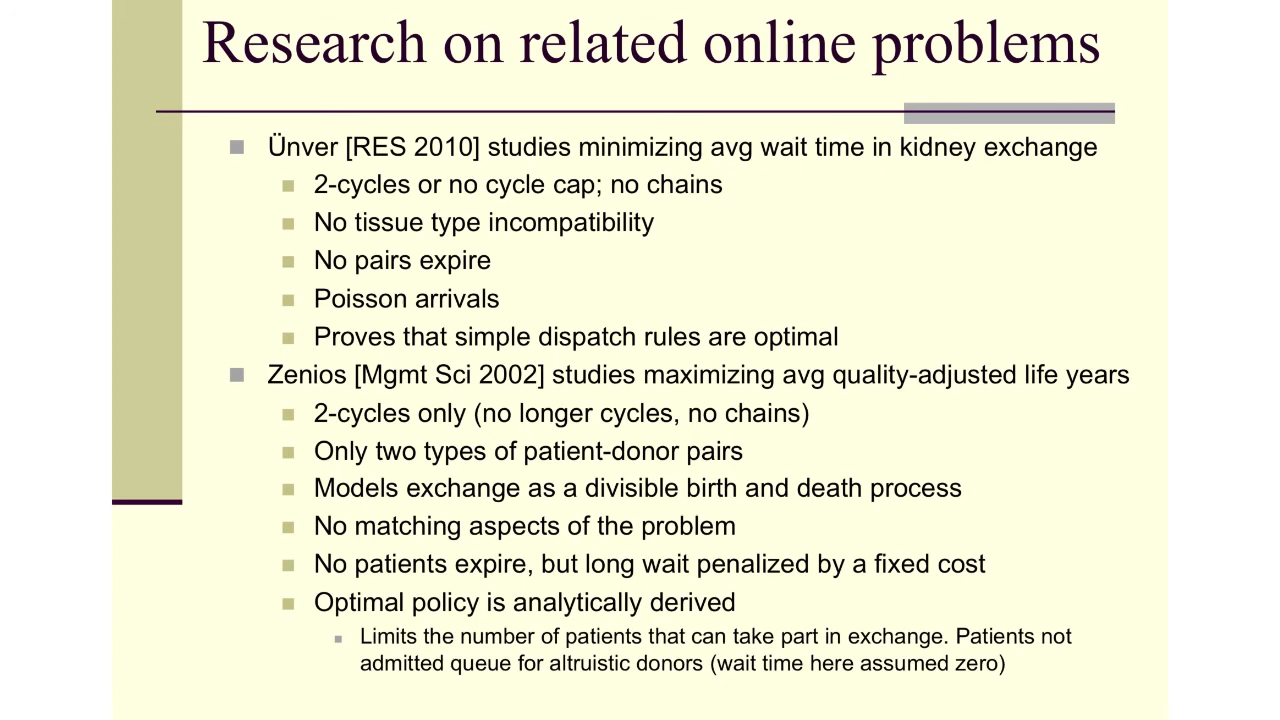 Research on related online problems
Ünver [RES 2010] studies minimizing avg wait time in kidney exchange
2-cycles or no cycle cap; no chains
No tissue type incompatibility
No pairs expire
Poisson arrivals
Proves that simple dispatch rules are optimal
Zenios [Mgmt Sci 2002] studies maximizing avg quality-adjusted life years
2-cycles only (no longer cycles, no chains)
Only two types of patient-donor pairs
Models exchange as a divisible birth and death process
No matching aspects of the problem
No patients expire, but long wait penalized by a fixed cost
Optimal policy is analytically derived
Limits the number of patients that can take part in exchange. Patients not
admitted queue for altruistic donors (wait time here assumed zero)